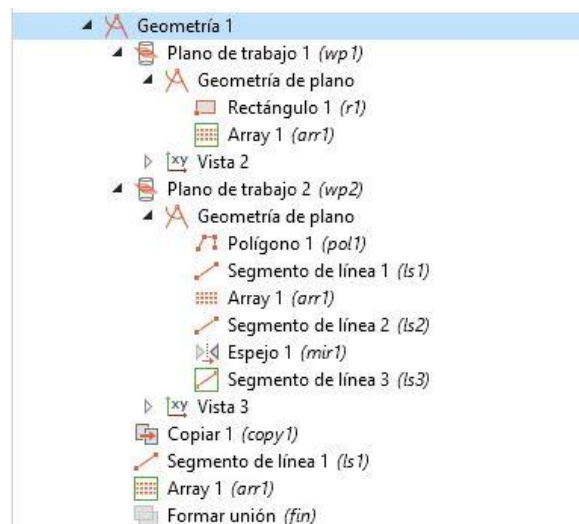 Geometría 1
Plano de trabajo 1 (wp1)
Geometría de plano
Rectángulo 1 (r1)
Array 1 (arr1)
xy Vista 2
Plano de trabajo 2 (wp2)
Geometría de plano
Polígono 1 (pol1)
Segmento de línea 1 (ls1)
Array 1 (arr1)
Segmento de línea 2 (ls2)
Espejo 1 (mir1)
Segmento de línea 3 (ls3)
xy Vista 3
Copiar 1 (copy1)
Segmento de línea 1 (ls1)
Array 1 (arr1)
Formar unión (fin)